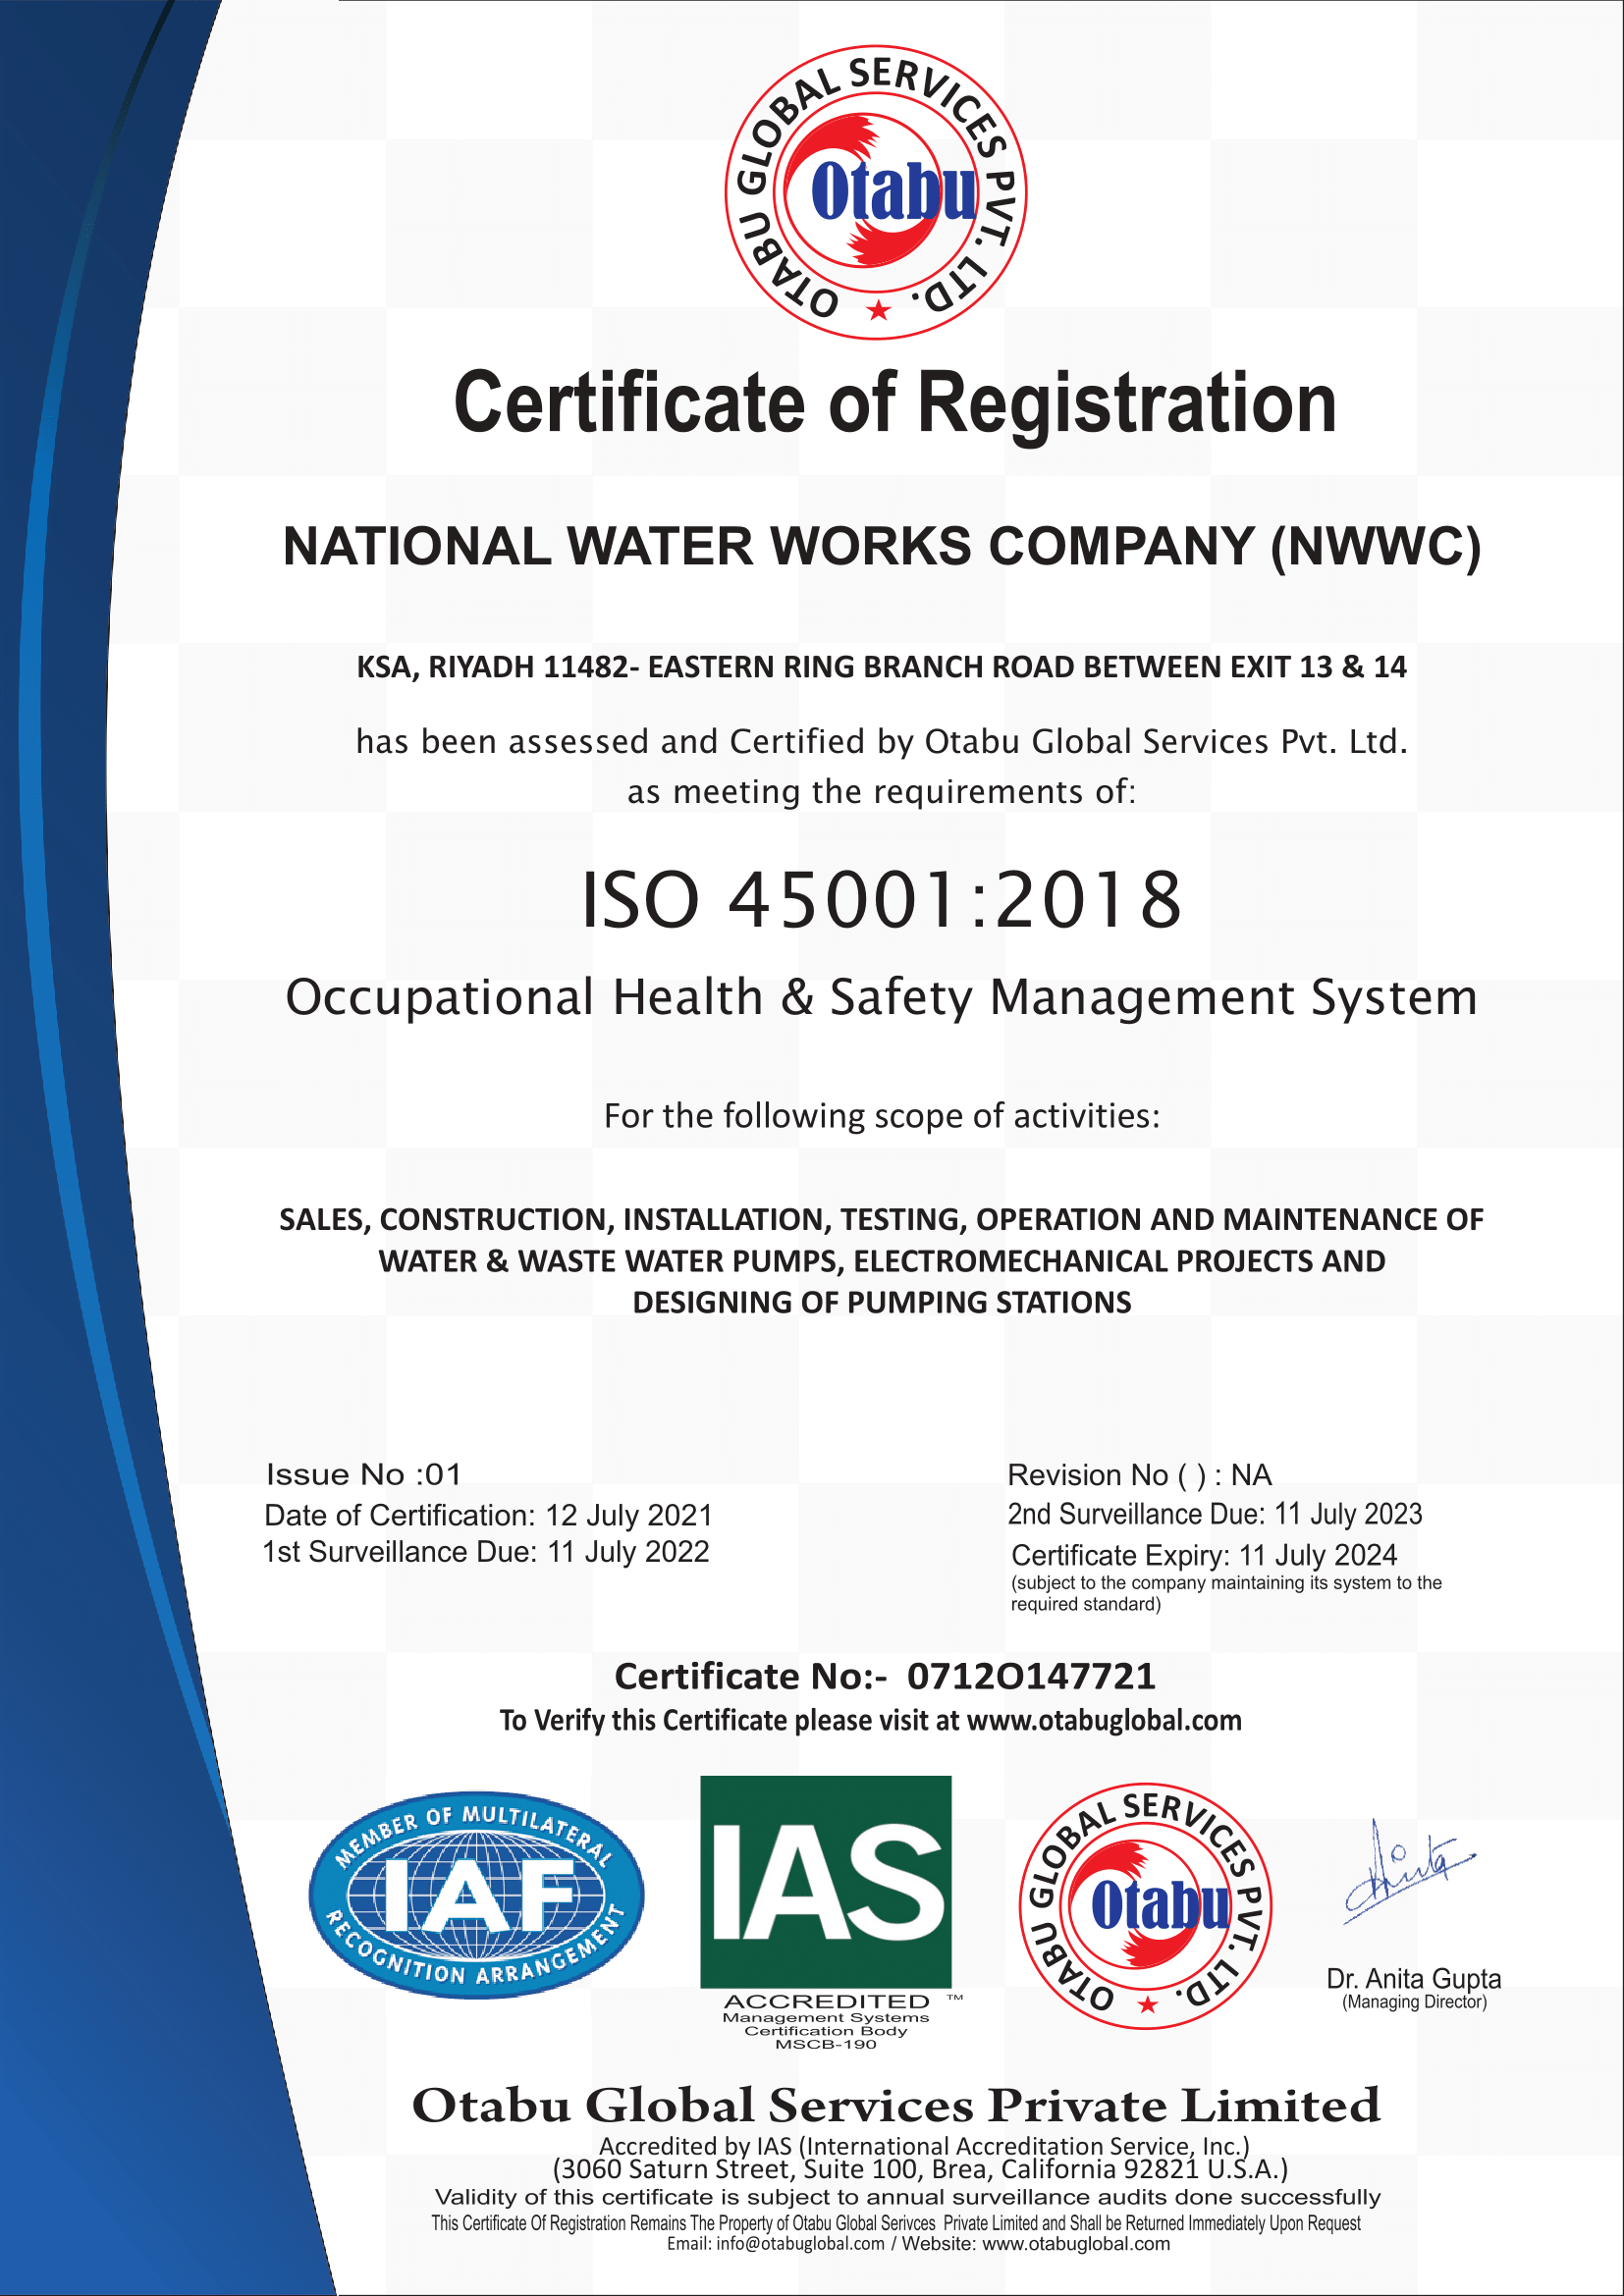 OTABU GLOBAL SERVICES PVT. LTD.
Otabu
Certificate of Registration
NATIONAL WATER WORKS COMPANY (NWWC)
KSA, RIYADH 11482- EASTERN RING BRANCH ROAD BETWEEN EXIT 13 & 14
has been assessed and Certified by Otabu Global Services Pvt. Ltd.
as meeting the requirements of:
ISO 45001:2018
Occupational Health & Safety Management System
For the following scope of activities:
SALES, CONSTRUCTION, INSTALLATION, TESTING, OPERATION AND MAINTENANCE OF
WATER & WASTE WATER PUMPS, ELECTROMECHANICAL PROJECTS AND
DESIGNING OF PUMPING STATIONS
Issue No :01
Date of Certification: 12 July 2021
1st Surveillance Due: 11 July 2022
Revision No ( ) : NA
2nd Surveillance Due: 11 July 2023
Certificate Expiry: 11 July 2024
(subject to the company maintaining its system to the
required standard)
Certificate No:- 0712O147721
To Verify this Certificate please visit at www.otabuglobal.com
MEMBER OF MULTILATERAL
IAF
RECOGNITION ARRANGEMENT
IAS
ACCREDITED ™
Management Systems
Certification Body
MSCB-190
OTABU GLOBAL SERVICES PVT. LTD.
Otabu
Anita
Dr. Anita Gupta
(Managing Director)
Otabu Global Services Private Limited
Accredited by IAS (International Accreditation Service, Inc.)
(3060 Saturn Street, Suite 100, Brea, California 92821 U.S.A.)
Validity of this certificate is subject to annual surveillance audits done successfully
This Certificate Of Registration Remains The Property of Otabu Global Serivces Private Limited and Shall be Returned Immediately Upon Request
Email: info@otabuglobal.com / Website: www.otabuglobal.com